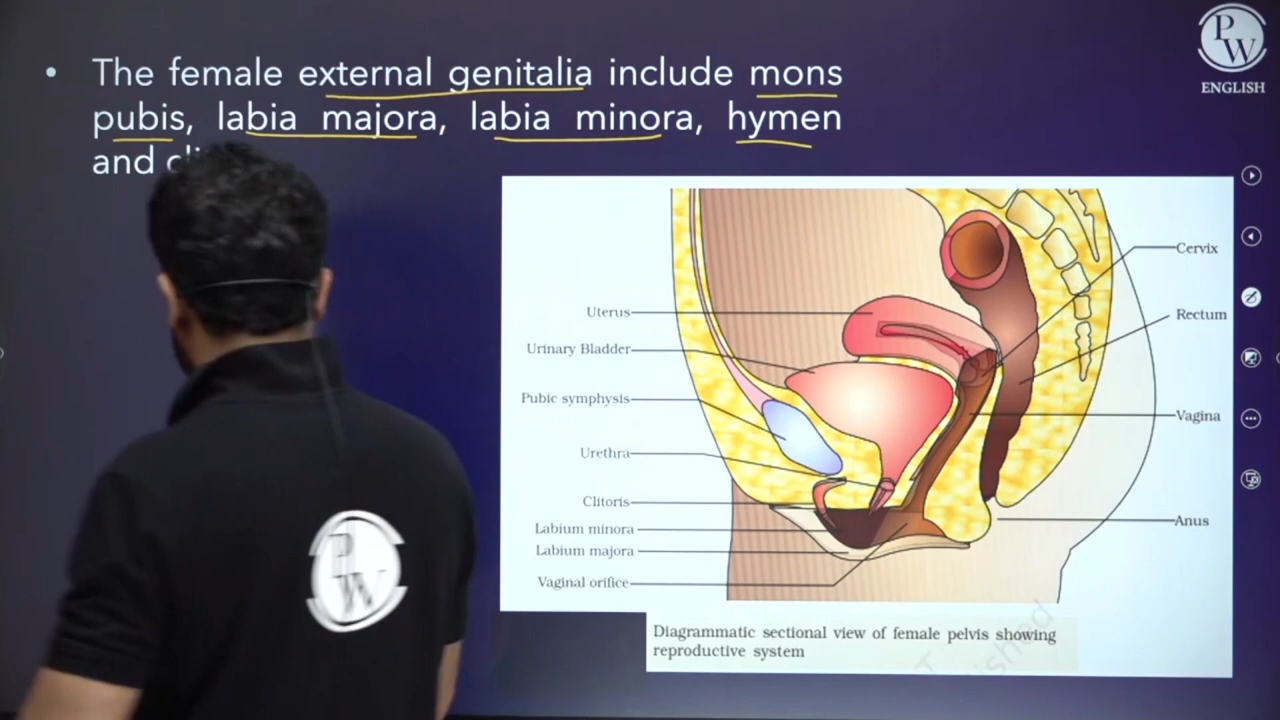 The female external genitalia include mons
pubis, labia majora, labia minora, hymen
and
PW
ENGLISH
Cervix
Uterus
Rectum
Urinary Bladder
Pubic symphysis
Vagina
Urethra
Clitoris
Anus
Labium minora
Labium majora
Vaginal orifice
PW
Diagrammatic sectional view of female pelvis showing
reproductive system